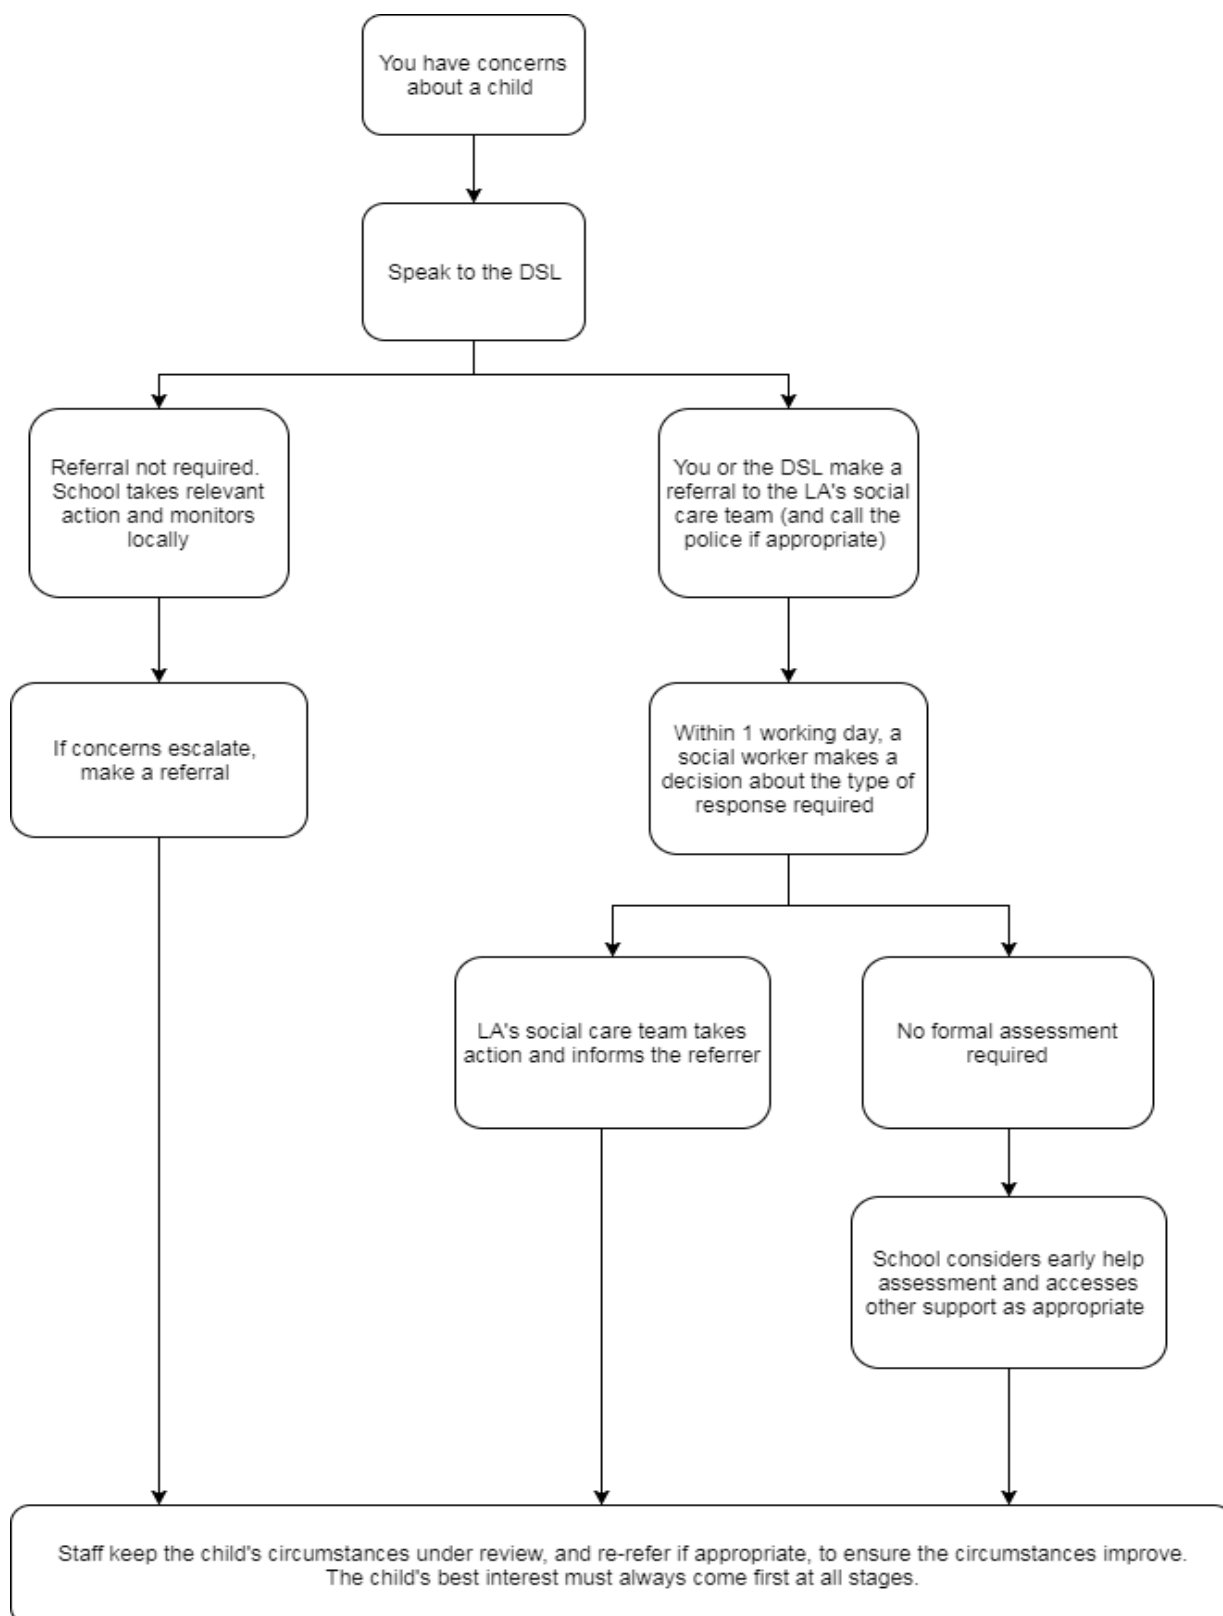 You have concerns
about a child
Speak to the DSL
Referral not required.
School takes relevant
action and monitors
locally
You or the DSL make a
referral to the LA's social
care team (and call the
police if appropriate)
If concerns escalate,
make a referral
Within 1 working day, a
social worker makes a
decision about the type of
response required
LA's social care team takes
action and informs the referrer
No formal assessment
required
School considers early help
assessment and accesses
other support as appropriate
Staff keep the child's circumstances under review, and re-refer if appropriate, to ensure the circumstances improve.
The child's best interest must always come first at all stages.